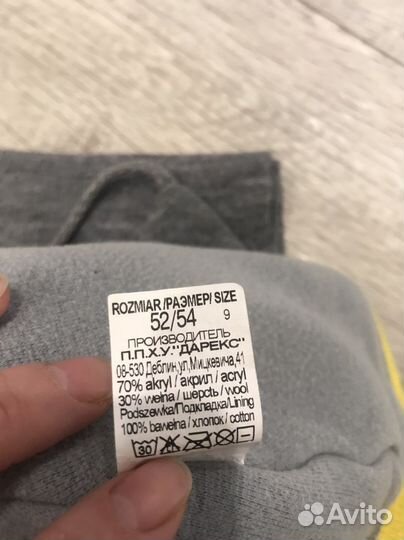 ROZMIAR /РАЗМЕР/ SIZE
52/54 9
ПРОИЗВОДИТЕЛЬ
П.П.Х.У."ДАРЕКС"
08-530 Деблин,ул.Мицкевича,41
70% akryl / акрил / acryl
30% wełna / шерсть / wool
Podszewka/Подкладка/Lining
100% bawełna / хлопок / cotton
30
Avito